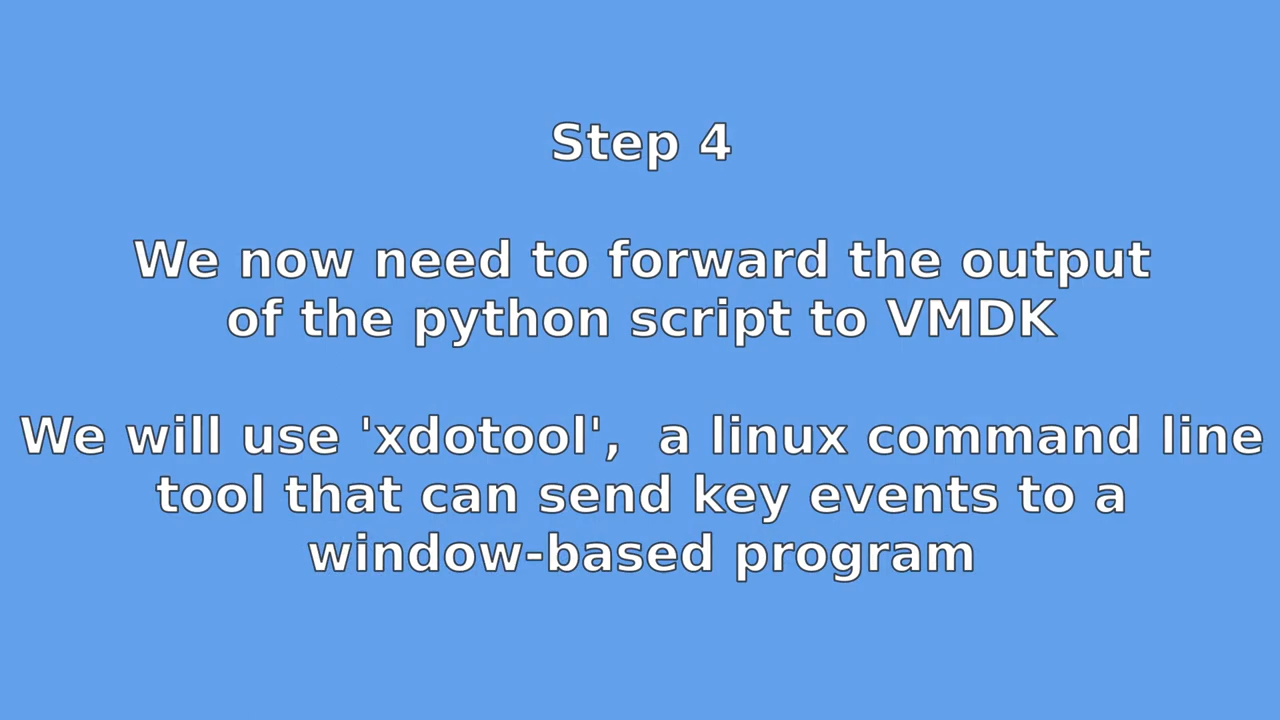 Step 4
We now need to forward the output
of the python script to VMDK
We will use 'xdotool',  a linux command line
tool that can send key events to a
window-based program